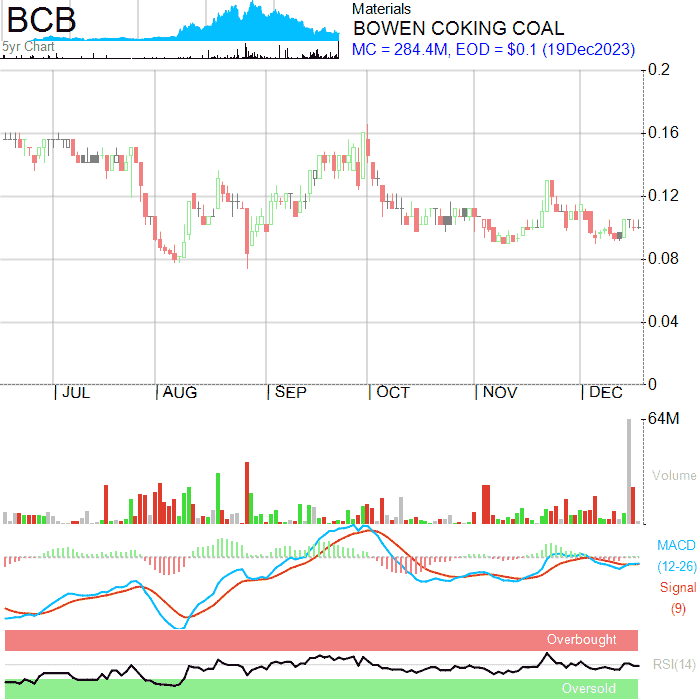 BCB
5yr Chart
Materials
BOWEN COKING COAL
MC = 284.4M, EOD = $0.1 (19Dec2023)
0.2
0.16
0.12
0.08
0.04
0
JUL AUG SEP OCT NOV DEC
64M
Volume
MACD
(12-26)
Signal
(9)
Overbought
RSI(14)
Oversold